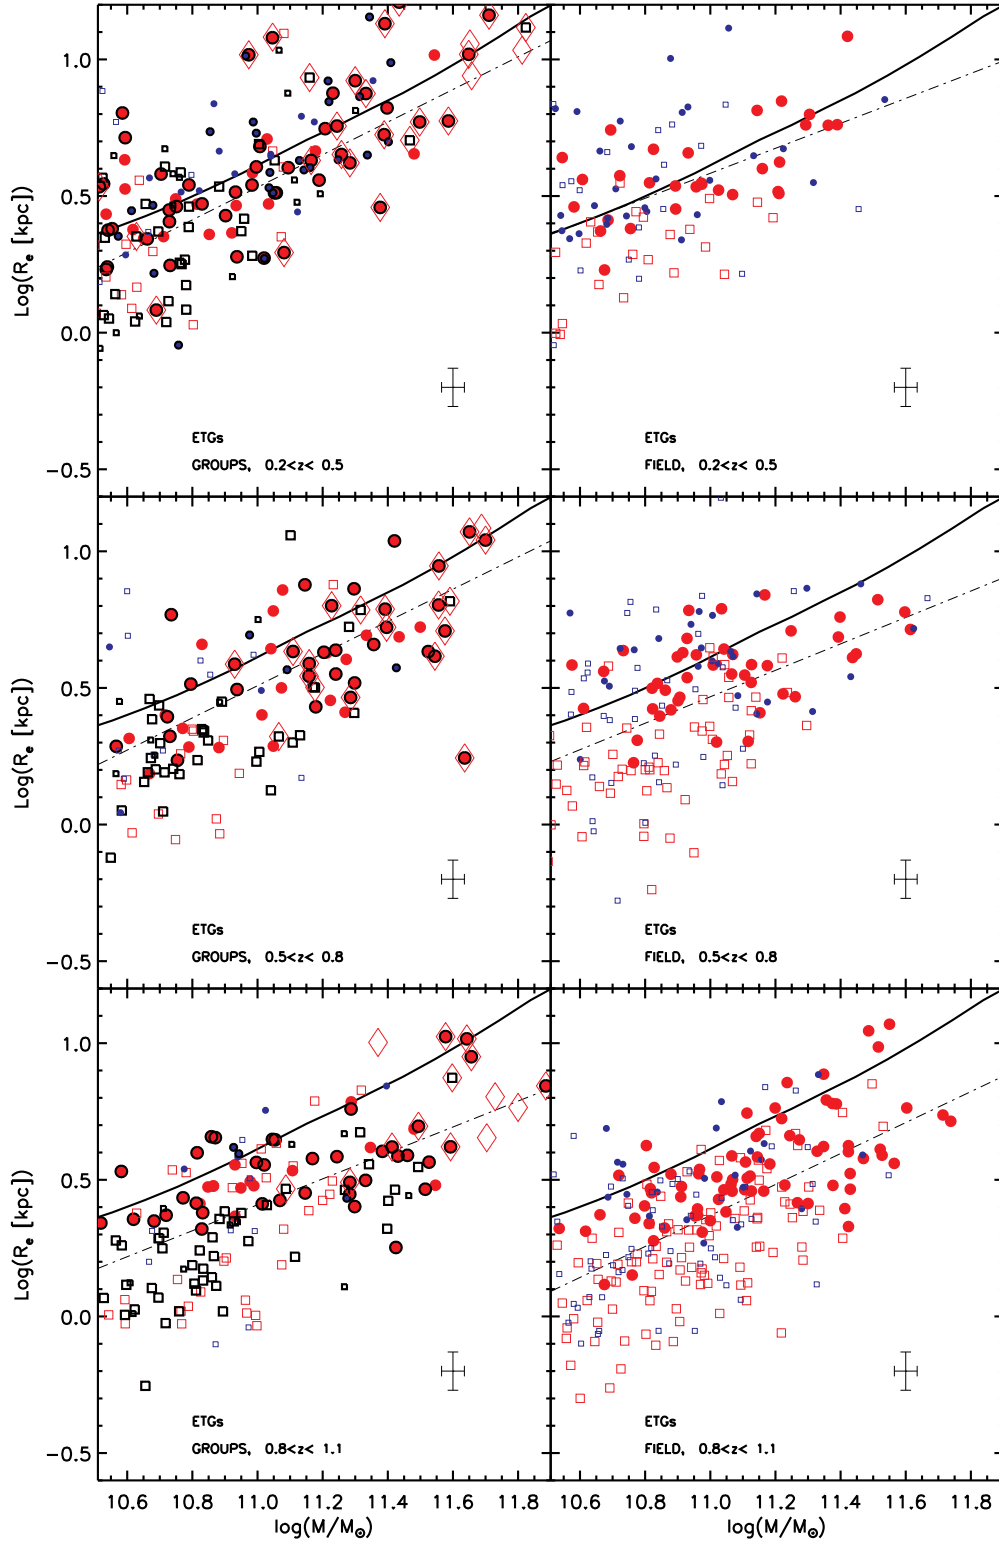 1.0
0.5
0.0
−0.5
Log(Re [kpc])
ETGs
GROUPS, 0.2<z< 0.5
ETGs
FIELD, 0.2<z< 0.5
1.0
0.5
0.0
−0.5
Log(Re [kpc])
ETGs
GROUPS, 0.5<z< 0.8
ETGs
FIELD, 0.5<z< 0.8
1.0
0.5
0.0
−0.5
Log(Re [kpc])
ETGs
GROUPS, 0.8<z< 1.1
ETGs
FIELD, 0.8<z< 1.1
10.6 10.8 11.0 11.2 11.4 11.6 11.8
10.6 10.8 11.0 11.2 11.4 11.6 11.8
log(M/M⊙)
log(M/M⊙)